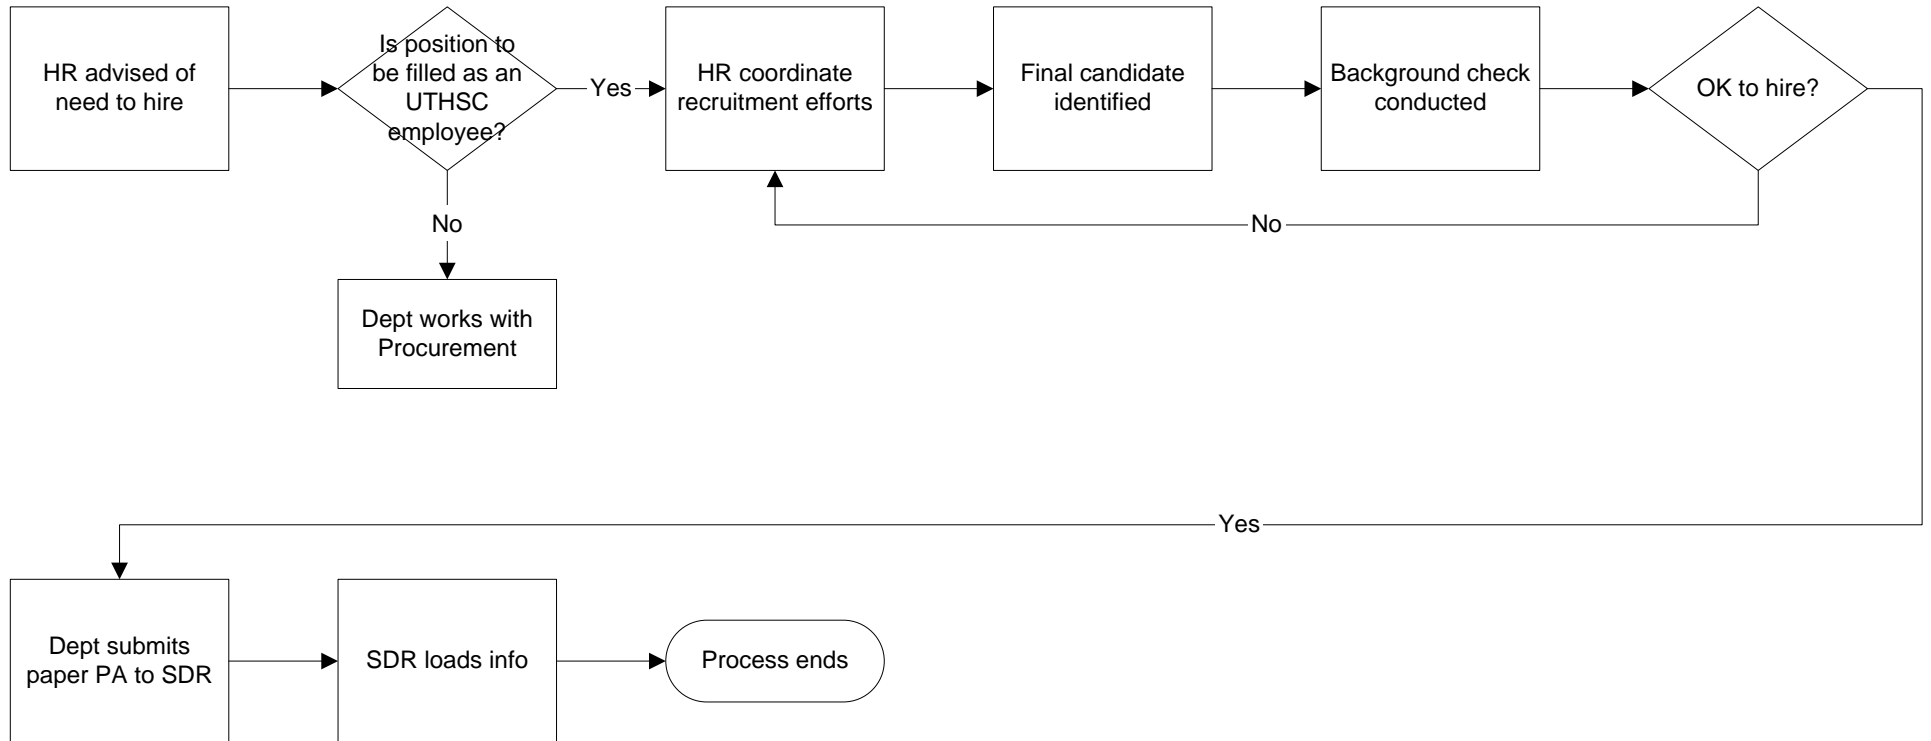 HR advised of
need to hire
Is position to
be filled as an
UTHSC
employee?
Yes
HR coordinate
recruitment efforts
Final candidate
identified
Background check
conducted
OK to hire?
No
No
Dept works with
Procurement
Yes
Dept submits
paper PA to SDR
SDR loads info
Process ends